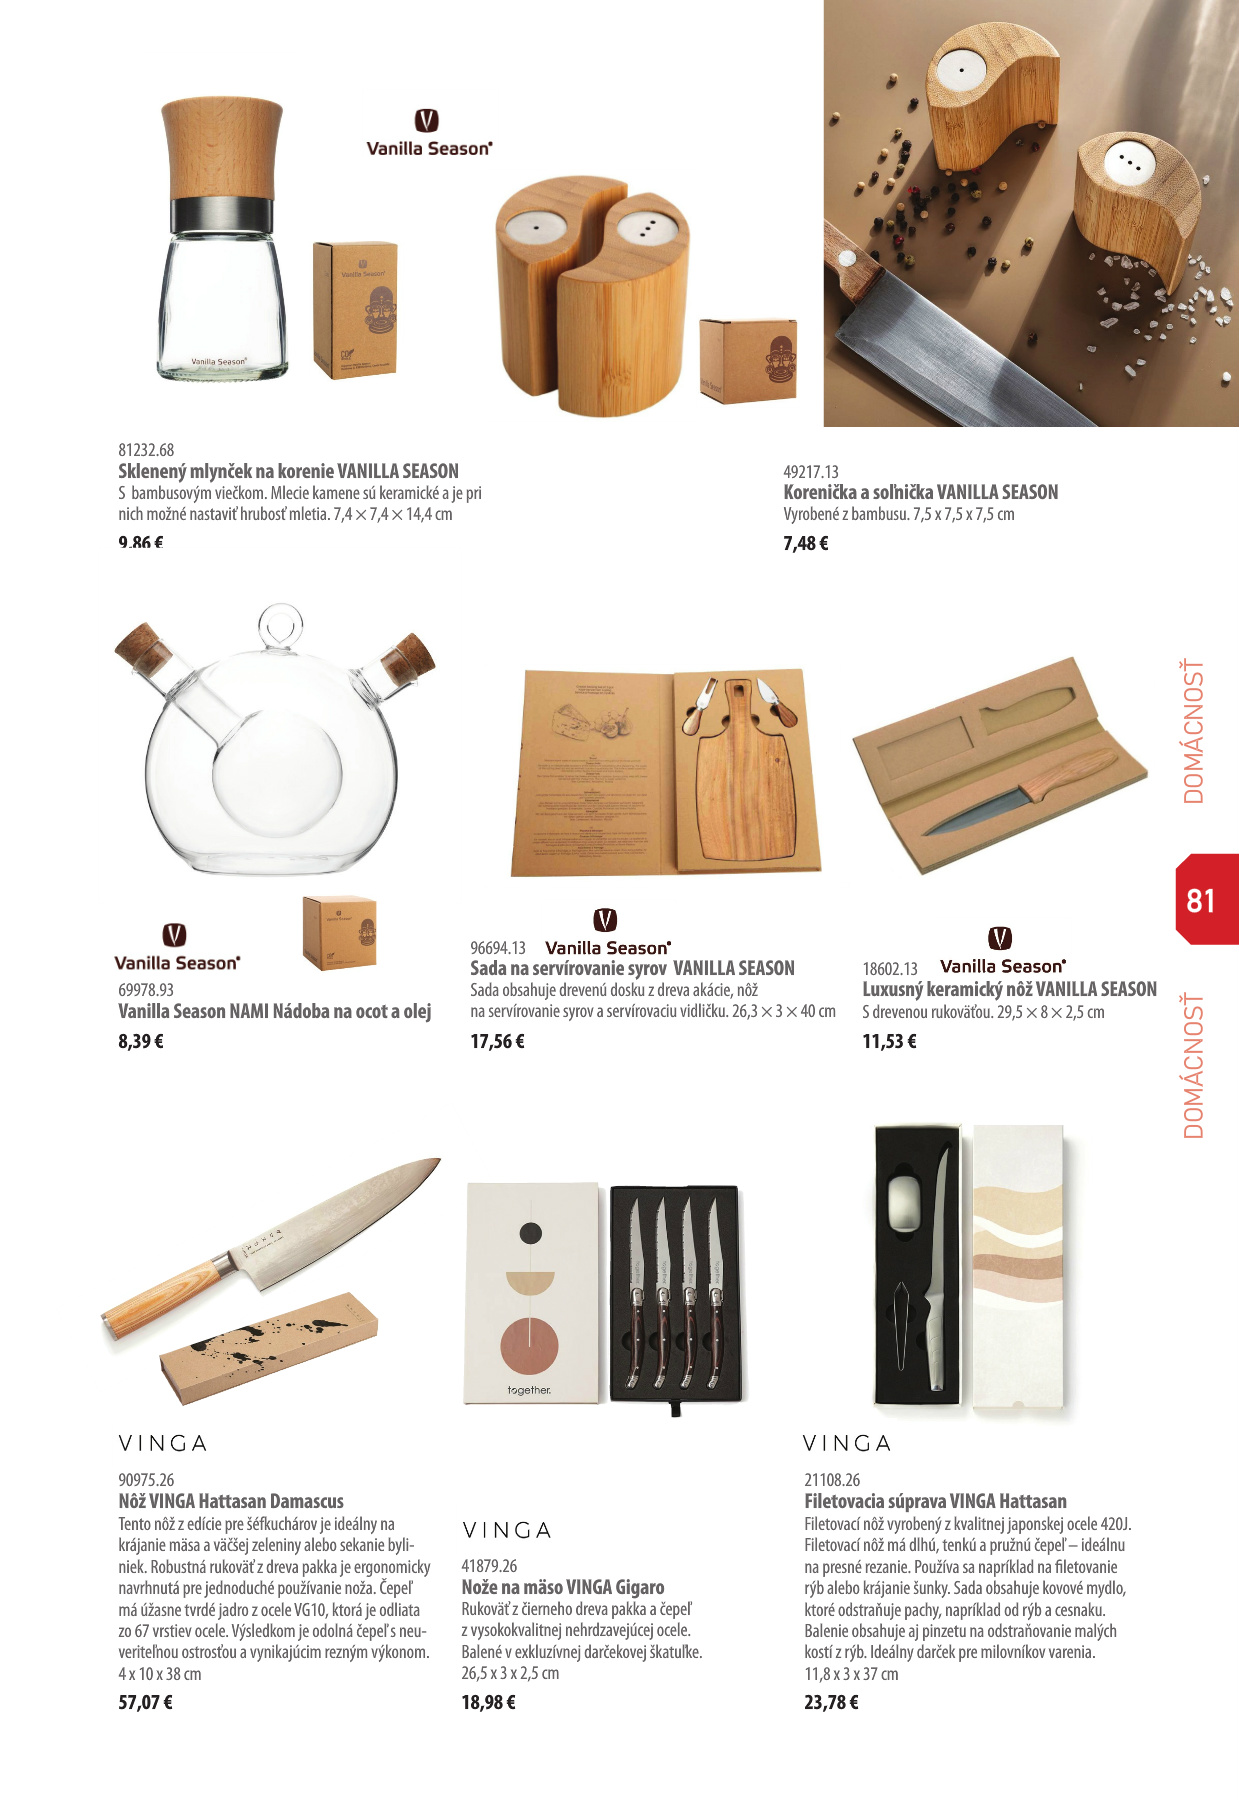 Vanilla Season®
Vanilla Season®
Vanilla Season®
81232.68
Sklenený mlynček na korenie VANILLA SEASON
S bambusovým viečkom. Mlecie kamene sú keramické a je pri
nich možné nastaviť hrubosť mletia. 7,4 × 7,4 × 14,4 cm
9,86 €
49217.13
Korenička a soľnička VANILLA SEASON
Vyrobené z bambusu. 7,5 x 7,5 x 7,5 cm
7,48 €
DOMÁCNOSŤ
81
DOMÁCNOSŤ
Vanilla Season®
69978.93
Vanilla Season NAMI Nádoba na ocot a olej
8,39 €
96694.13
Vanilla Season®
Sada na servírovanie syrov VANILLA SEASON
Sada obsahuje drevenú dosku z dreva akácie, nôž
na servírovanie syrov a servírovaciu vidličku. 26,3 × 3 × 40 cm
17,56 €
18602.13
Vanilla Season®
Luxusný keramický nôž VANILLA SEASON
S drevenou rukoväťou. 29,5 × 8 × 2,5 cm
11,53 €
together.
VINGA
90975.26
Nôž VINGA Hattasan Damascus
Tento nôž z edície pre šéfkuchárov je ideálny na
krájanie mäsa a väčšej zeleniny alebo sekanie byli-
niek. Robustná rukoväť z dreva pakka je ergonomicky
navrhnutá pre jednoduché používanie noža. Čepeľ
má úžasne tvrdé jadro z ocele VG10, ktorá je odliata
zo 67 vrstiev ocele. Výsledkom je odolná čepeľ s neu-
veriteľnou ostrosťou a vynikajúcim rezným výkonom.
4 x 10 x 38 cm
57,07 €
VINGA
41879.26
Nože na mäso VINGA Gigaro
Rukoväť z čierneho dreva pakka a čepeľ
z vysokokvalitnej nehrdzavejúcej ocele.
Balené v exkluzívnej darčekovej škatuľke.
26,5 x 3 x 2,5 cm
18,98 €
VINGA
21108.26
Filetovacia súprava VINGA Hattasan
Filetovací nôž vyrobený z kvalitnej japonskej ocele 420J.
Filetovací nôž má dlhú, tenkú a pružnú čepeľ – ideálnu
na presné rezanie. Používa sa napríklad na filetovanie
rýb alebo krájanie šunky. Sada obsahuje kovové mydlo,
ktoré odstraňuje pachy, napríklad od rýb a cesnaku.
Balenie obsahuje aj pinzetu na odstraňovanie malých
kostí z rýb. Ideálny darček pre milovníkov varenia.
11,8 x 3 x 37 cm
23,78 €